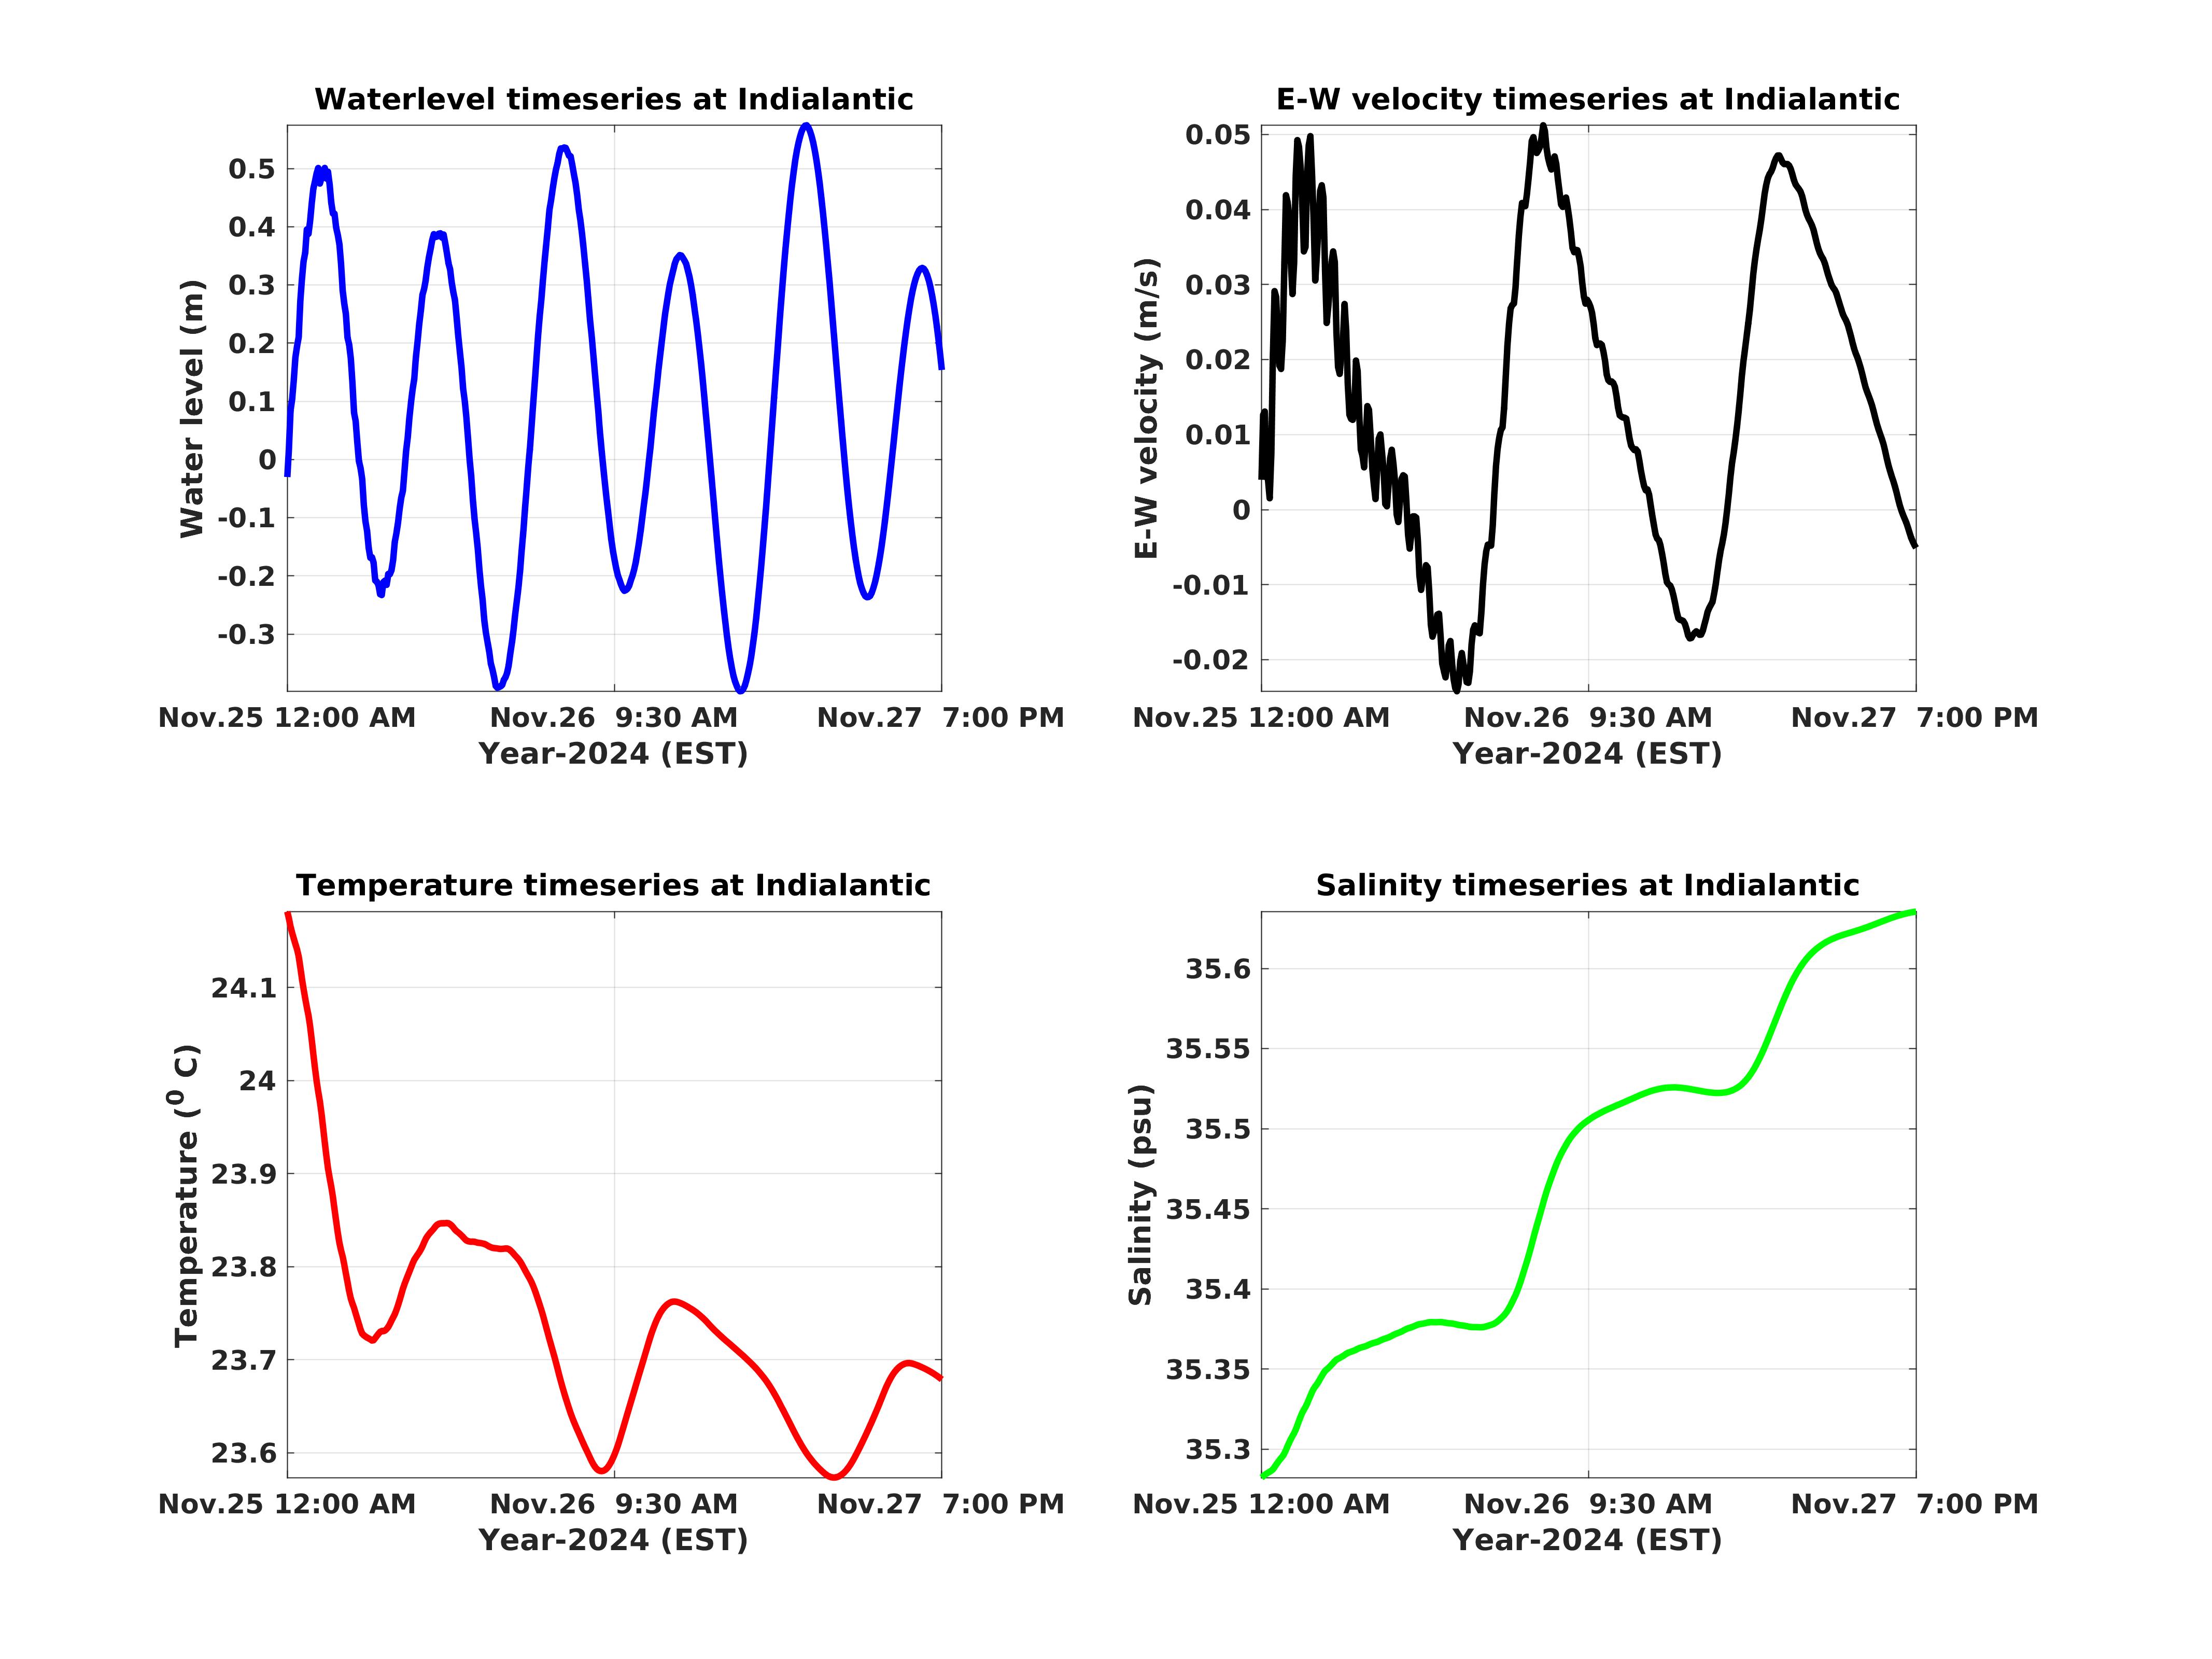 Waterlevel timeseries at Indialantic
Water level (m)
0.5
0.4
0.3
0.2
0.1
0
-0.1
-0.2
-0.3
Nov.25 12:00 AM Nov.26 9:30 AM Nov.27 7:00 PM
Year-2024 (EST)
E-W velocity timeseries at Indialantic
E-W velocity (m/s)
0.05
0.04
0.03
0.02
0.01
0
-0.01
-0.02
Nov.25 12:00 AM Nov.26 9:30 AM Nov.27 7:00 PM
Year-2024 (EST)
Temperature timeseries at Indialantic
Temperature (⁰ C)
24.1
24
23.9
23.8
23.7
23.6
Nov.25 12:00 AM Nov.26 9:30 AM Nov.27 7:00 PM
Year-2024 (EST)
Salinity timeseries at Indialantic
Salinity (psu)
35.6
35.55
35.5
35.45
35.4
35.35
35.3
Nov.25 12:00 AM Nov.26 9:30 AM Nov.27 7:00 PM
Year-2024 (EST)